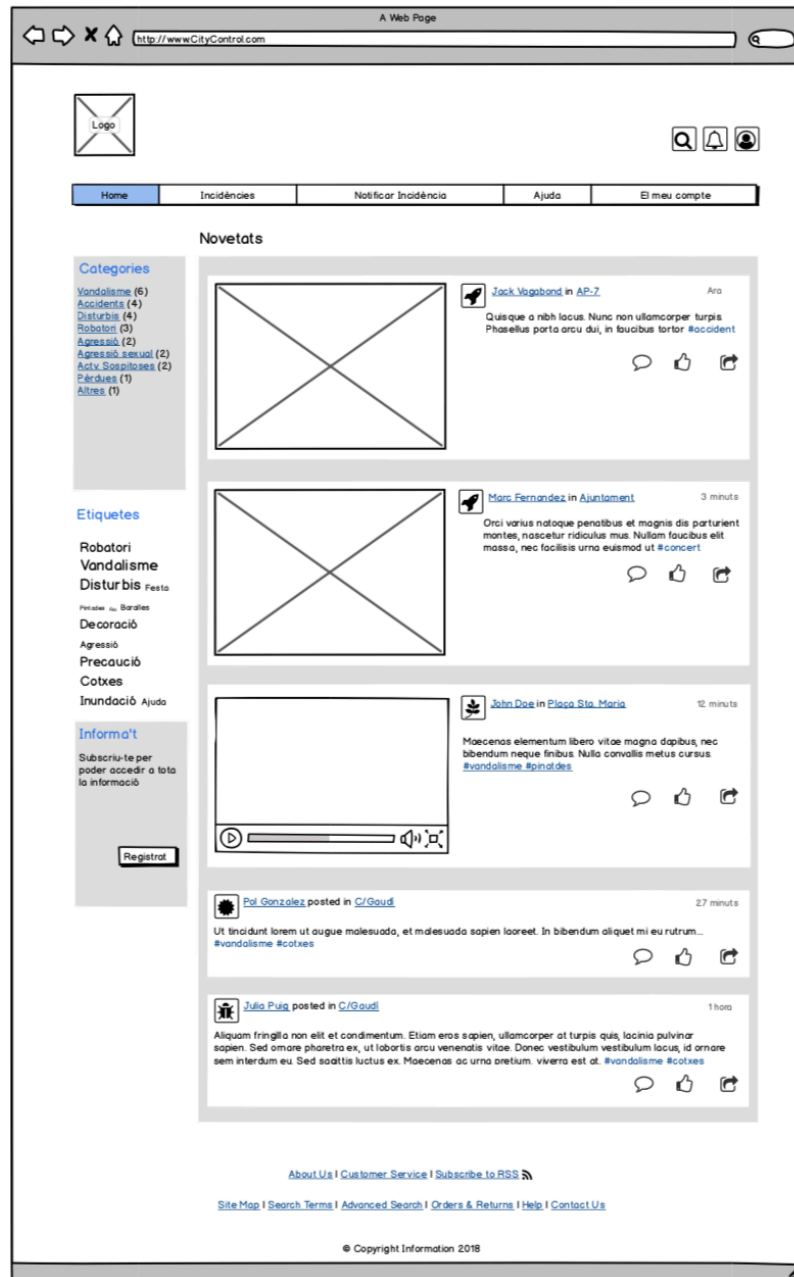 A Web Page
http://www.CityControl.com
Logo
Home Incidències Notificar Incidència Ajuda El meu compte
Novetats
Categories
Vandalisme (6)
Accidents (4)
Disturbis (4)
Robatori (3)
Agressió (2)
Agressió sexual (2)
Actv Sospitoses (2)
Pèrdues (1)
Altres (1)
Etiquetes
Robatori
Vandalisme
Disturbis Festa
Pintades Baralles
Decoració
Agressió
Precaució
Cotxes
Inundació Ajuda
Informa't
Subscriu-te per
poder accedir a tota
la informació
Registrat
Jack Vagabond in AP-7 Ara
Quisque a nibh lacus. Nunc non ullamcorper turpis.
Phasellus porta arcu dui, in faucibus tortor #accident
Marc Fernandez in Ajuntament 3 minuts
Orci varius natoque penatibus et magnis dis parturient
montes, nascetur ridiculus mus. Nullam faucibus elit
massa, nec facilisis urna euismod ut #concert
John Doe in Plaça Sta. Maria 12 minuts
Maecenas elementum libero vitae magna dapibus, nec
bibendum neque finibus. Nulla convallis metus cursus.
#vandalisme #pinatdes
Pol Gonzalez posted in C/Gaudí 27 minuts
Ut tincidunt lorem ut augue malesuada, et malesuada sapien laoreet. In bibendum aliquet mi eu rutrum...
#vandalisme #cotxes
Julia Puig posted in C/Gaudí 1 hora
Aliquam fringilla non elit et condimentum. Etiam eros sapien, ullamcorper at turpis quis, lacinia pulvinar
sapien. Sed ornare pharetra ex, ut lobortis arcu venenatis vitae. Donec vestibulum vestibulum lacus, id ornare
sem interdum eu. Sed sagittis luctus ex. Maecenas ac urna pretium, viverra est at. #vandalisme #cotxes
About Us | Customer Service | Subscribe to RSS
Site Map | Search Terms | Advanced Search | Orders & Returns | Help | Contact Us
© Copyright Information 2018